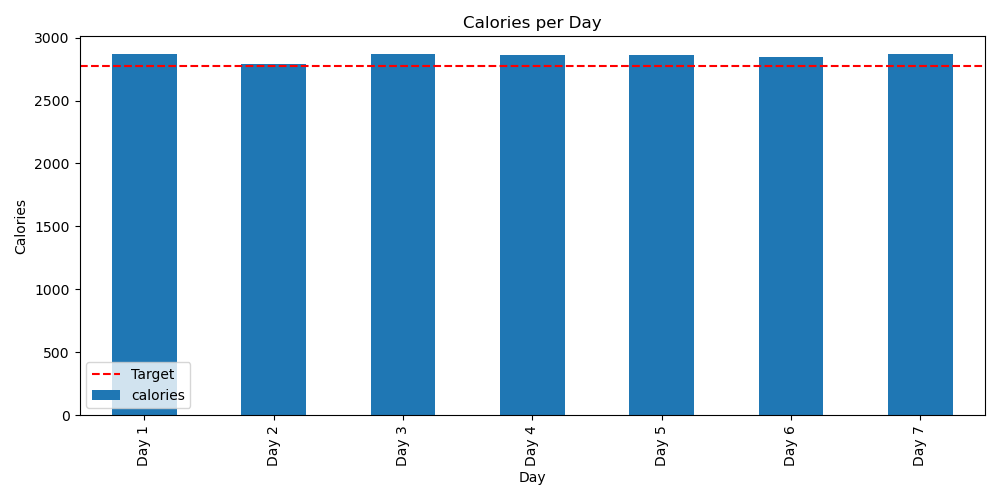 Calories per Day
3000
2500
2000
1500
1000
500
0
Calories
Target
calories
Day 1
Day 2
Day 3
Day 4
Day 5
Day 6
Day 7
Day